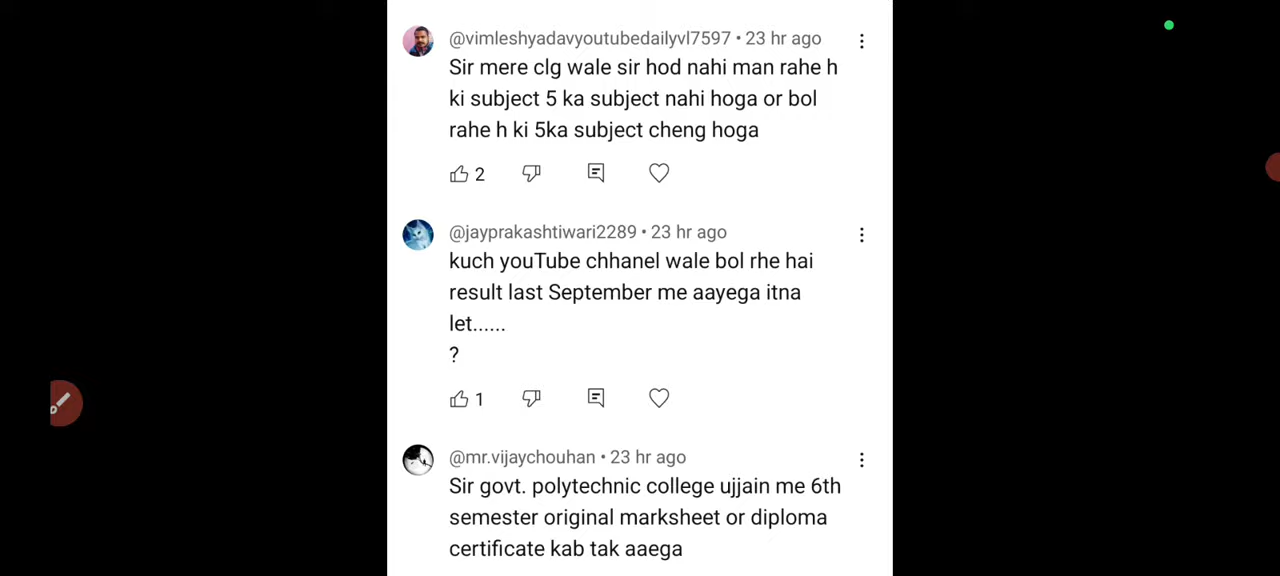 @vimleshyadavyoutubedailyvl7597 • 23 hr ago
Sir mere clg wale sir hod nahi man rahe h
ki subject 5 ka subject nahi hoga or bol
rahe h ki 5ka subject cheng hoga
2
@jayprakashtiwari2289 • 23 hr ago
kuch youTube chhanel wale bol rhe hai
result last September me aayega itna
let......
?
1
@mr.vijaychouhan • 23 hr ago
Sir govt. polytechnic college ujjain me 6th
semester original marksheet or diploma
certificate kab tak aaega